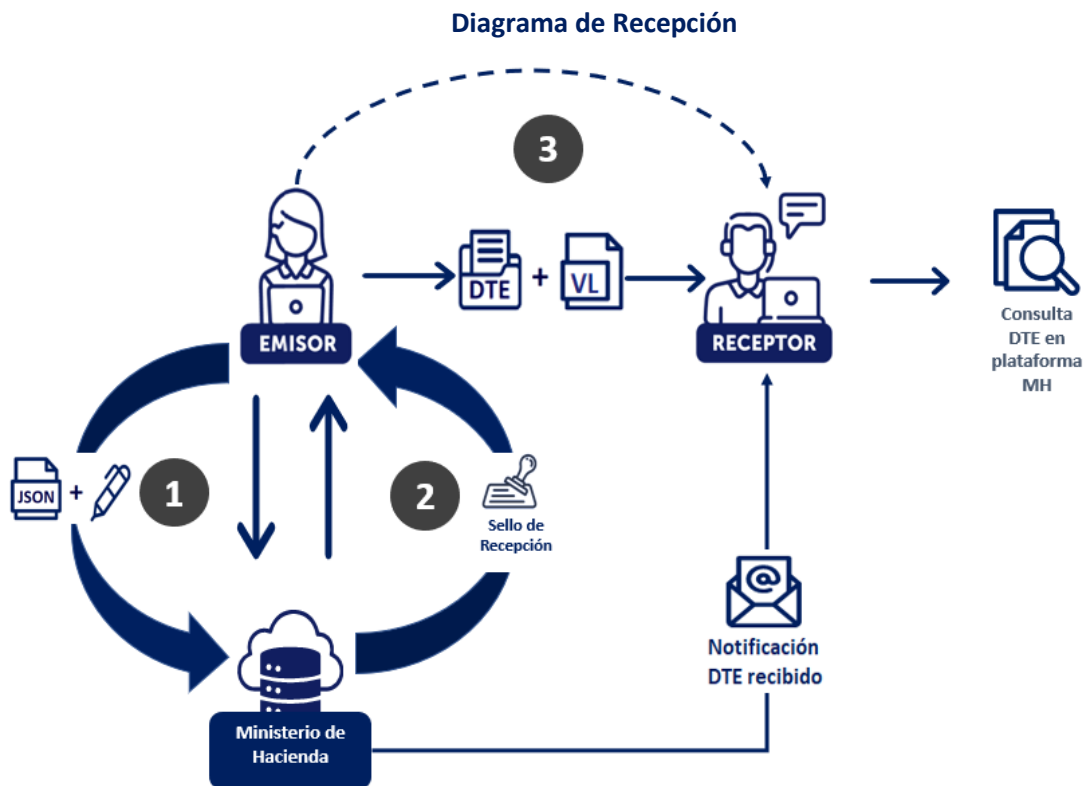 Diagrama de Recepción
3
DTE
+
VL
EMISOR
RECEPTOR
Consulta
DTE en
plataforma
MH
JSON
+
1
2
Sello de
Recepción
Notificación
DTE recibido
Ministerio de
Hacienda